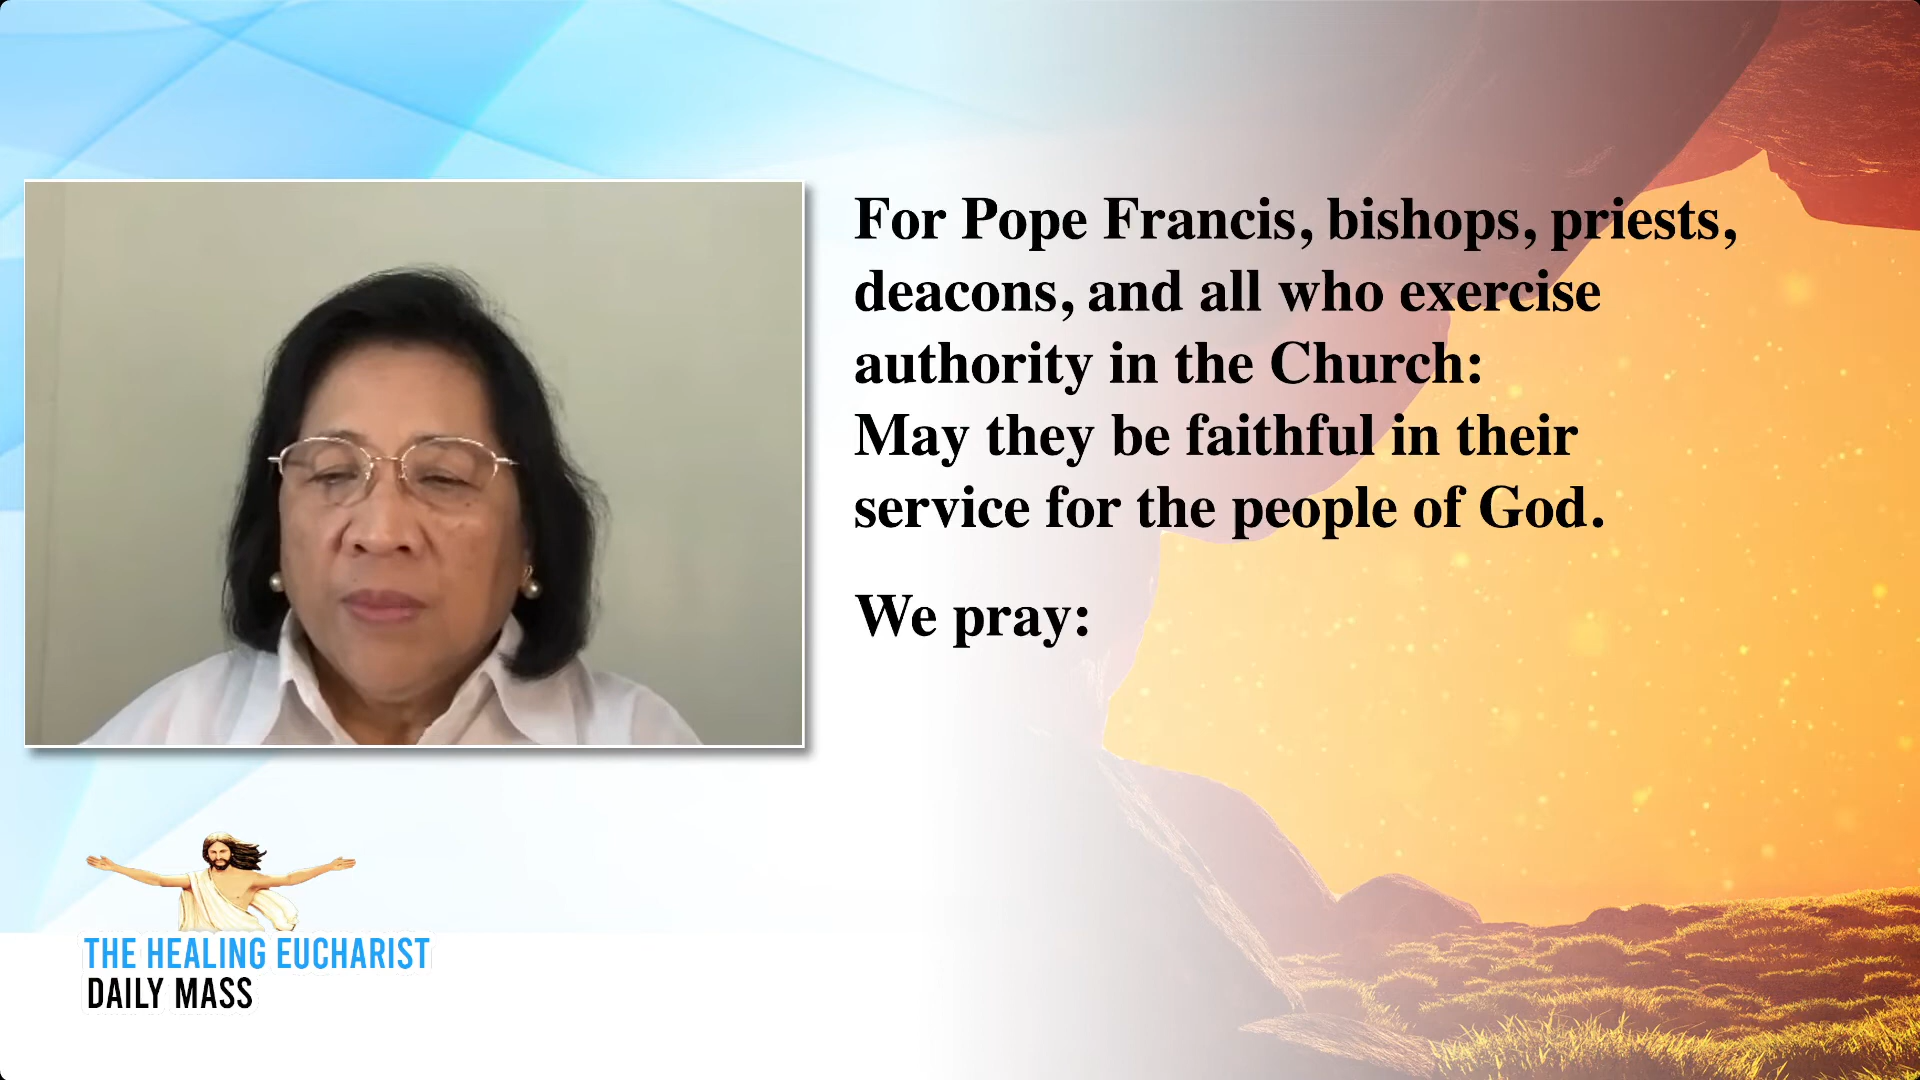 For Pope Francis, bishops, priests,
deacons, and all who exercise
authority in the Church:
May they be faithful in their
service for the people of God.
We pray:
THE HEALING EUCHARIST
DAILY MASS